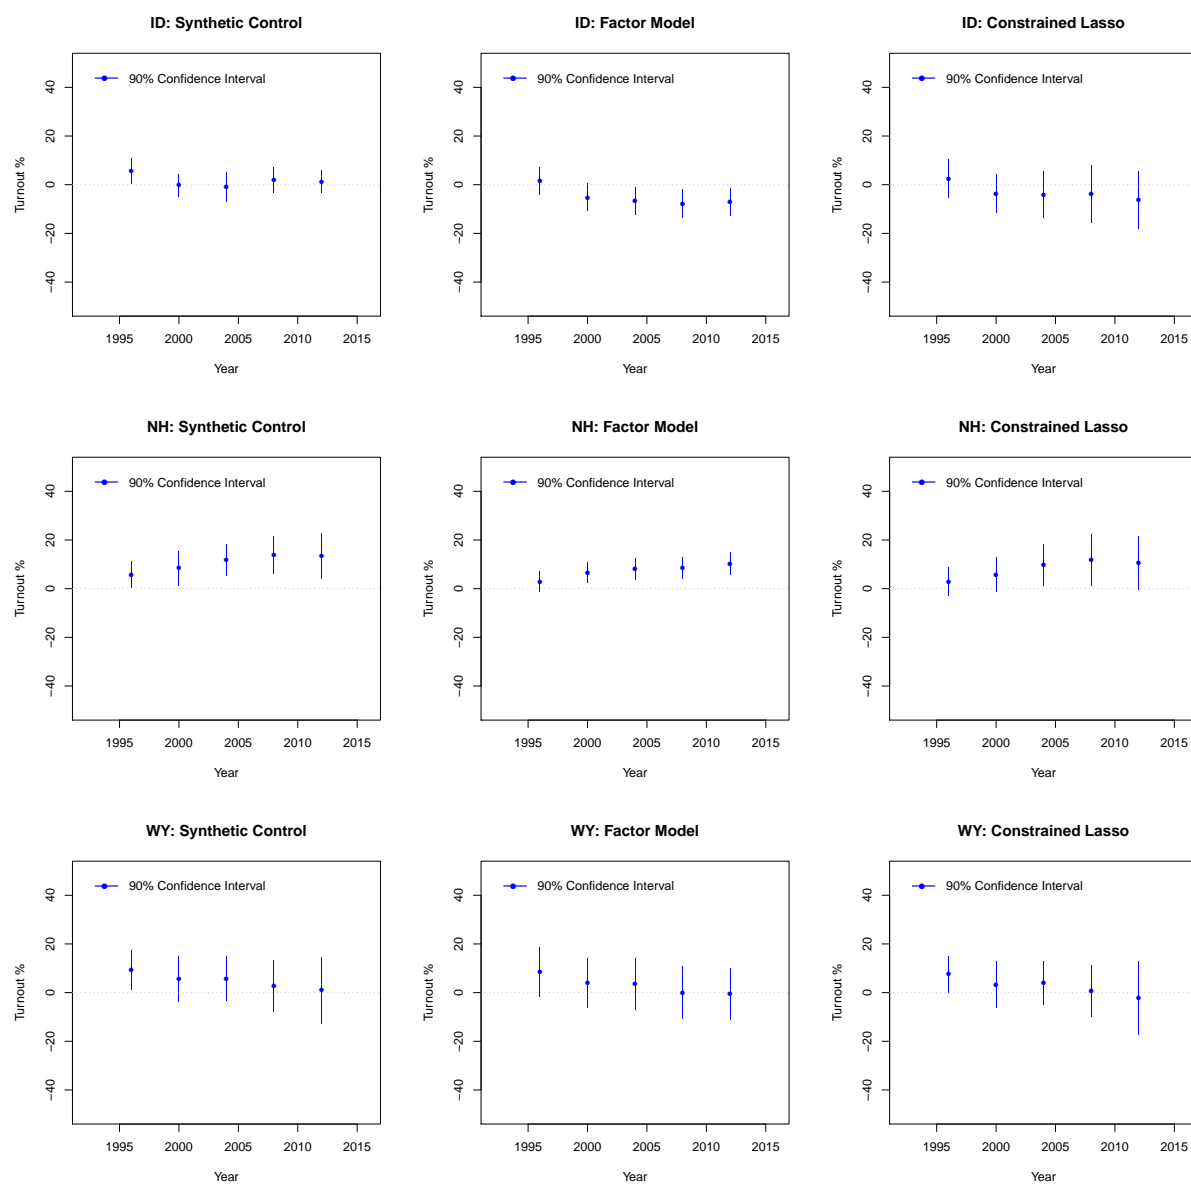 ID: Synthetic Control
90% Confidence Interval
Turnout %
40
20
0
−20
−40
1995 2000 2005 2010 2015
Year
ID: Factor Model
90% Confidence Interval
Turnout %
40
20
0
−20
−40
1995 2000 2005 2010 2015
Year
ID: Constrained Lasso
90% Confidence Interval
Turnout %
40
20
0
−20
−40
1995 2000 2005 2010 2015
Year
NH: Synthetic Control
90% Confidence Interval
Turnout %
40
20
0
−20
−40
1995 2000 2005 2010 2015
Year
NH: Factor Model
90% Confidence Interval
Turnout %
40
20
0
−20
−40
1995 2000 2005 2010 2015
Year
NH: Constrained Lasso
90% Confidence Interval
Turnout %
40
20
0
−20
−40
1995 2000 2005 2010 2015
Year
WY: Synthetic Control
90% Confidence Interval
Turnout %
40
20
0
−20
−40
1995 2000 2005 2010 2015
Year
WY: Factor Model
90% Confidence Interval
Turnout %
40
20
0
−20
−40
1995 2000 2005 2010 2015
Year
WY: Constrained Lasso
90% Confidence Interval
Turnout %
40
20
0
−20
−40
1995 2000 2005 2010 2015
Year